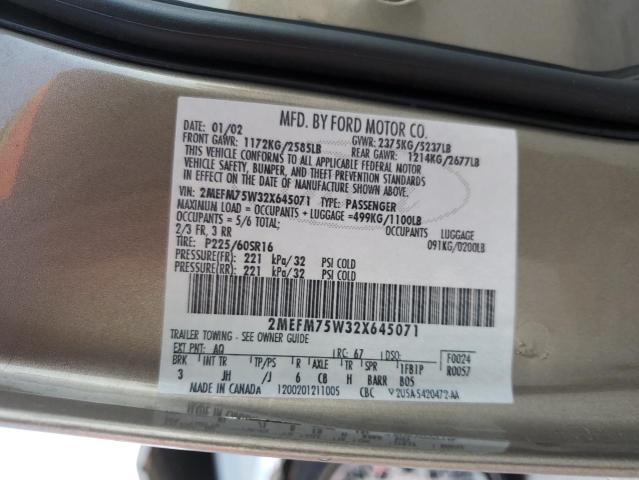 MFD. BY FORD MOTOR CO.
DATE: 01/02 GVWR: 2375KG/5237LB
FRONT GAWR: 1172KG/2585LB REAR GAWR: 1214KG/2677LB
THIS VEHICLE CONFORMS TO ALL APPLICABLE FEDERAL MOTOR
VEHICLE SAFETY, BUMPER, AND THEFT PREVENTION STANDARDS
IN EFFECT ON THE DATE OF MANUFACTURE SHOWN ABOVE.
VIN: 2MEFM75W32X645071 TYPE: PASSENGER
MAXIMUM LOAD = OCCUPANTS + LUGGAGE =499KG/1100LB
OCCUPANTS = 5/6 TOTAL; OCCUPANTS LUGGAGE
2/3 FR, 3 RR 091KG/0200LB
TIRE: P225/60SR16
PRESSURE(FR): 221 kPa/32 PSI COLD
PRESSURE(RR): 221 kPa/32 PSI COLD
2MEFM75W32X645071
TRAILER TOWING - SEE OWNER GUIDE
EXT PNT: AQ RC: 67 DSO: F0024
BRK INT TR TP/PS R AXLE TR SPR 1FB1P R0057
3 JH /J 6 CB H BARR B05
MADE IN CANADA 1200201211005 CBC 2U5A-5420472-AA